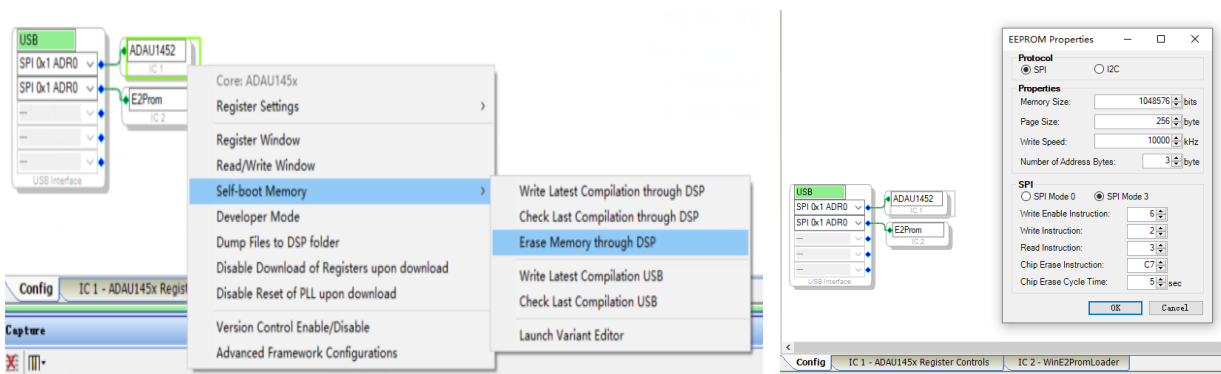 USB
SPI 0x1 ADR0
SPI 0x1 ADR0
---
---
---
USB Interface
ADAU1452
IC 1
E2Prom
IC 2
Core: ADAU145x
Register Settings
Register Window
Read/Write Window
Self-boot Memory
Developer Mode
Dump Files to DSP folder
Disable Download of Registers upon download
Disable Reset of PLL upon download
Version Control Enable/Disable
Advanced Framework Configurations
Write Latest Compilation through DSP
Check Last Compilation through DSP
Erase Memory through DSP
Write Latest Compilation USB
Check Last Compilation USB
Launch Variant Editor
Config
IC 1 - ADAU145x Regist
Capture
USB
SPI 0x1 ADR0
SPI 0x1 ADR0
---
---
---
USB Interface
ADAU1452
IC 1
E2Prom
IC 2
EEPROM Properties
Protocol
SPI I2C
Properties
Memory Size: 1048576 bits
Page Size: 256 byte
Write Speed: 10000 kHz
Number of Address Bytes: 3 byte
SPI
SPI Mode 0 SPI Mode 3
Write Enable Instruction: 6
Write Instruction: 2
Read Instruction: 3
Chip Erase Instruction: C7
Chip Erase Cycle Time: 5 sec
OK Cancel
Config IC 1 - ADAU145x Register Controls IC 2 - WinE2PromLoader